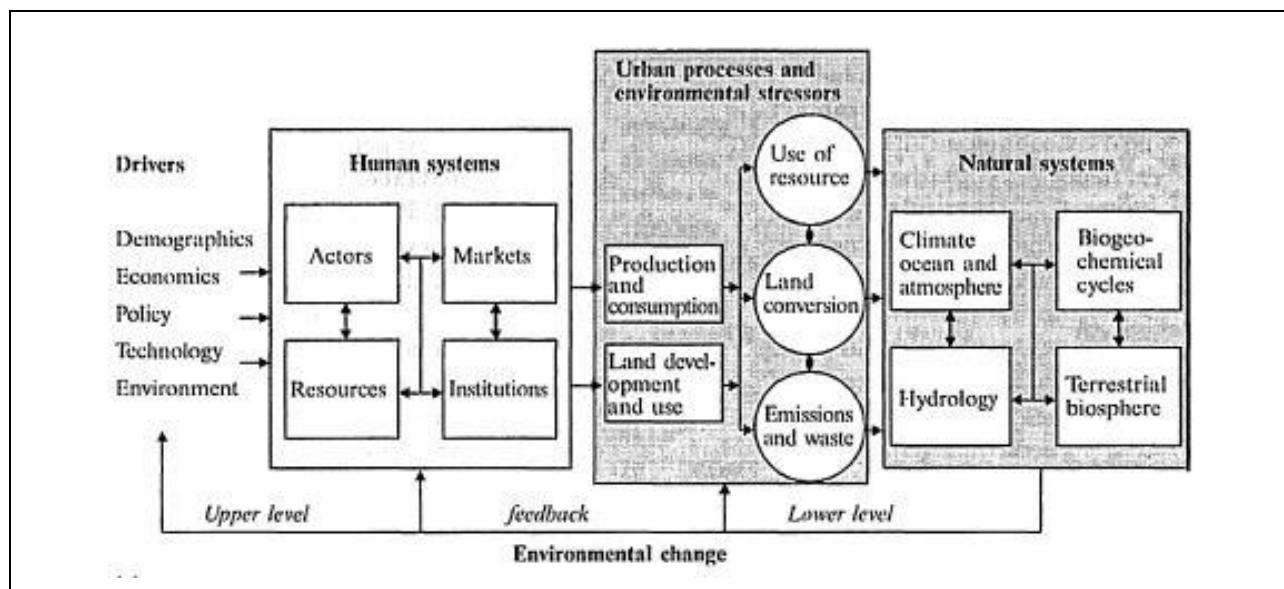 Urban processes and
environmental stressors
Drivers
Human systems
Use of
resource
Natural systems
Demographics
Economics
Policy
Technology
Environment
Actors
Markets
Resources
Institutions
Production
and
consumption
Land devel-
opment
and use
Land
conversion
Emissions
and waste
Climate
ocean and
atmosphere
Biogeo-
chemical
cycles
Hydrology
Terrestrial
biosphere
Upper level
feedback
Lower level
Environmental change